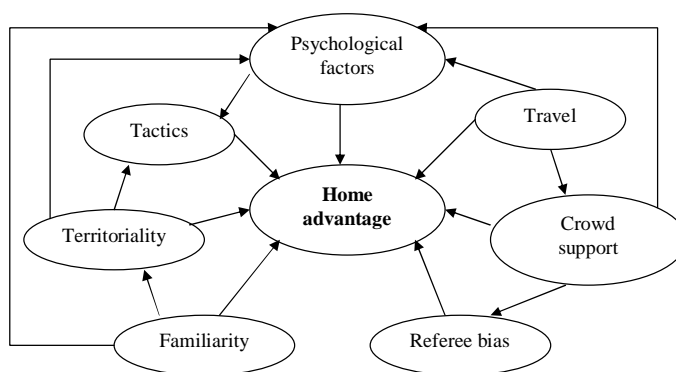 Psychological
factors
Tactics
Travel
Home
advantage
Territoriality
Crowd
support
Familiarity
Referee bias